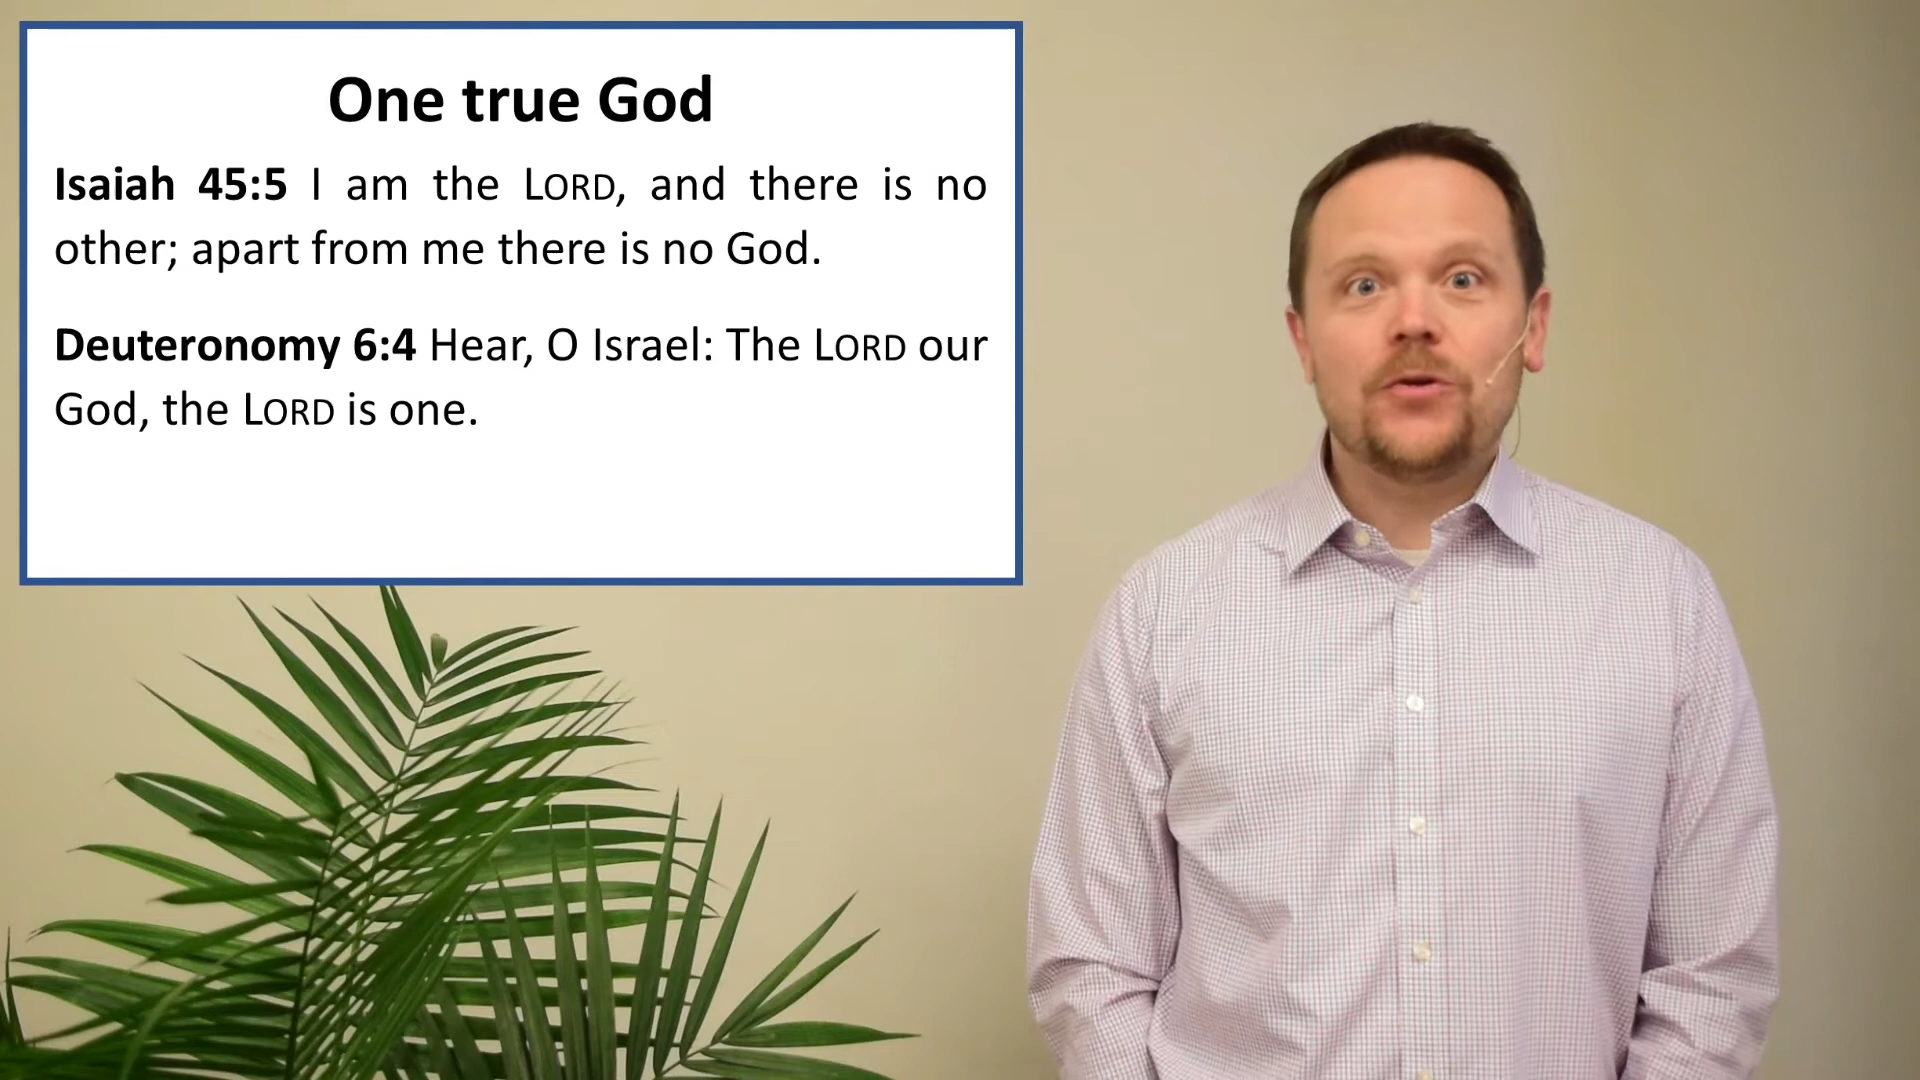 One true God
Isaiah 45:5 I am the LORD, and there is no
other; apart from me there is no God.
Deuteronomy 6:4 Hear, O Israel: The LORD our
God, the LORD is one.